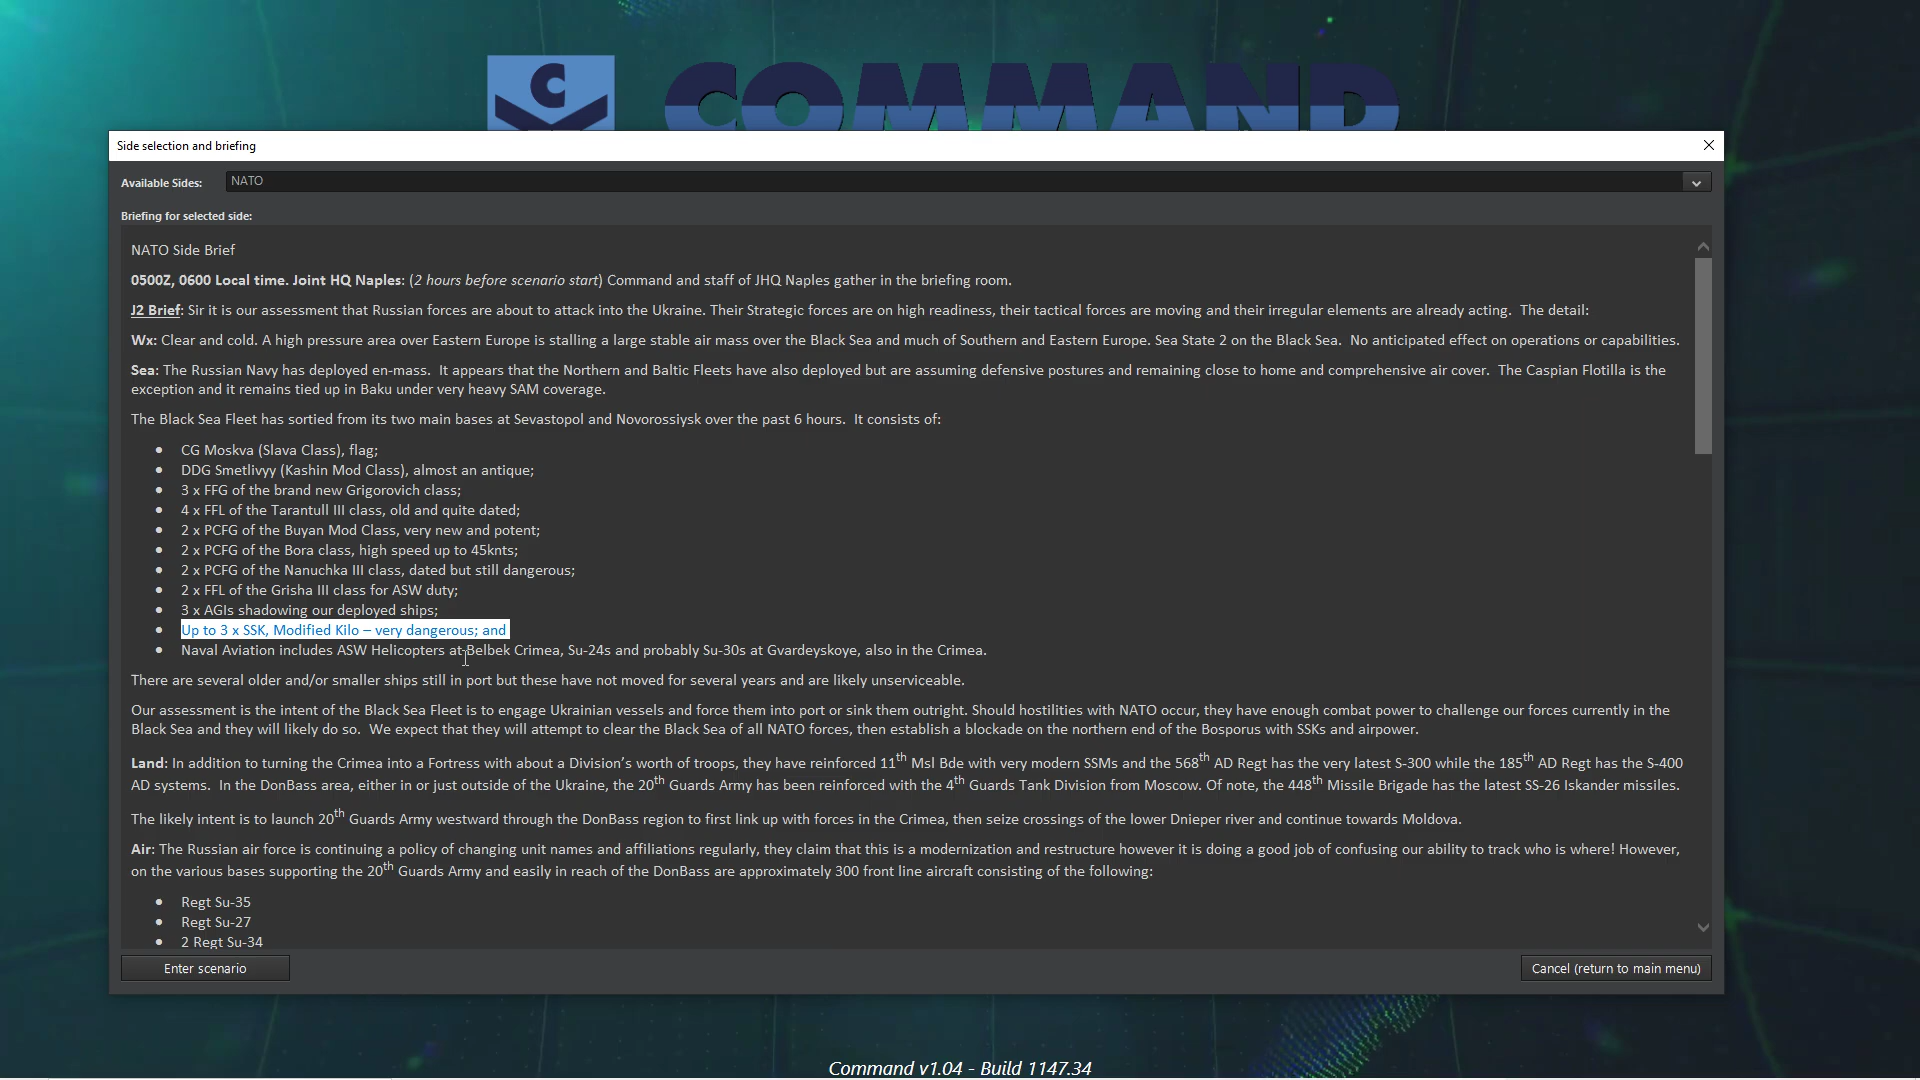 C COMMAND
Side selection and briefing
Available Sides: NATO
Briefing for selected side:
NATO Side Brief
0500Z, 0600 Local time. Joint HQ Naples: (2 hours before scenario start) Command and staff of JHQ Naples gather in the briefing room.
J2 Brief: Sir it is our assessment that Russian forces are about to attack into the Ukraine. Their Strategic forces are on high readiness, their tactical forces are moving and their irregular elements are already acting.  The detail:
Wx: Clear and cold. A high pressure area over Eastern Europe is stalling a large stable air mass over the Black Sea and much of Southern and Eastern Europe. Sea State 2 on the Black Sea.  No anticipated effect on operations or capabilities.
Sea: The Russian Navy has deployed en-mass.  It appears that the Northern and Baltic Fleets have also deployed but are assuming defensive postures and remaining close to home and comprehensive air cover.  The Caspian Flotilla is the
exception and it remains tied up in Baku under very heavy SAM coverage.
The Black Sea Fleet has sortied from its two main bases at Sevastopol and Novorossiysk over the past 6 hours.  It consists of:
• CG Moskva (Slava Class), flag;
• DDG Smetlivyy (Kashin Mod Class), almost an antique;
• 3 x FFG of the brand new Grigorovich class;
• 4 x FFL of the Tarantull III class, old and quite dated;
• 2 x PCFG of the Buyan Mod Class, very new and potent;
• 2 x PCFG of the Bora class, high speed up to 45knts;
• 2 x PCFG of the Nanuchka III class, dated but still dangerous;
• 2 x FFL of the Grisha III class for ASW duty;
• 3 x AGIs shadowing our deployed ships;
• Up to 3 x SSK, Modified Kilo – very dangerous; and
• Naval Aviation includes ASW Helicopters at Belbek Crimea, Su-24s and probably Su-30s at Gvardeyskoye, also in the Crimea.
There are several older and/or smaller ships still in port but these have not moved for several years and are likely unserviceable.
Our assessment is the intent of the Black Sea Fleet is to engage Ukrainian vessels and force them into port or sink them outright. Should hostilities with NATO occur, they have enough combat power to challenge our forces currently in the
Black Sea and they will likely do so.  We expect that they will attempt to clear the Black Sea of all NATO forces, then establish a blockade on the northern end of the Bosporus with SSKs and airpower.
Land: In addition to turning the Crimea into a Fortress with about a Division's worth of troops, they have reinforced 11th Msl Bde with very modern SSMs and the 568th AD Regt has the very latest S-300 while the 185th AD Regt has the S-400
AD systems.  In the DonBass area, either in or just outside of the Ukraine, the 20th Guards Army has been reinforced with the 4th Guards Tank Division from Moscow. Of note, the 448th Missile Brigade has the latest SS-26 Iskander missiles.
The likely intent is to launch 20th Guards Army westward through the DonBass region to first link up with forces in the Crimea, then seize crossings of the lower Dnieper river and continue towards Moldova.
Air: The Russian air force is continuing a policy of changing unit names and affiliations regularly, they claim that this is a modernization and restructure however it is doing a good job of confusing our ability to track who is where! However,
on the various bases supporting the 20th Guards Army and easily in reach of the DonBass are approximately 300 front line aircraft consisting of the following:
• Regt Su-35
• Regt Su-27
• 2 Regt Su-34
Enter scenario
Cancel (return to main menu)
Command v1.04 - Build 1147.34